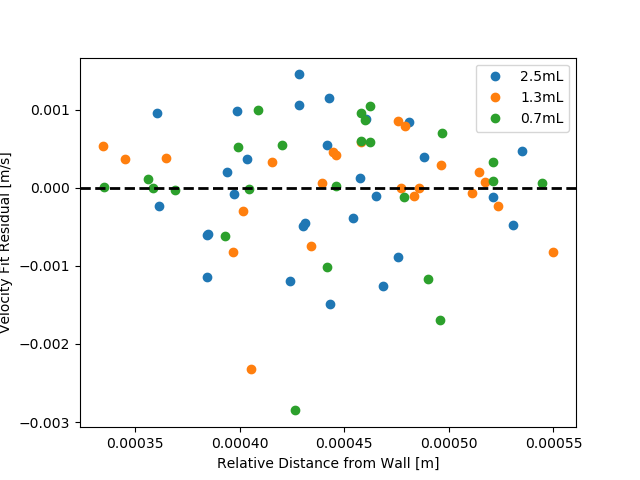 2.5mL
1.3mL
0.7mL
0.001
0.000
−0.001
−0.002
−0.003
Velocity Fit Residual [m/s]
0.00035
0.00040
0.00045
0.00050
0.00055
Relative Distance from Wall [m]